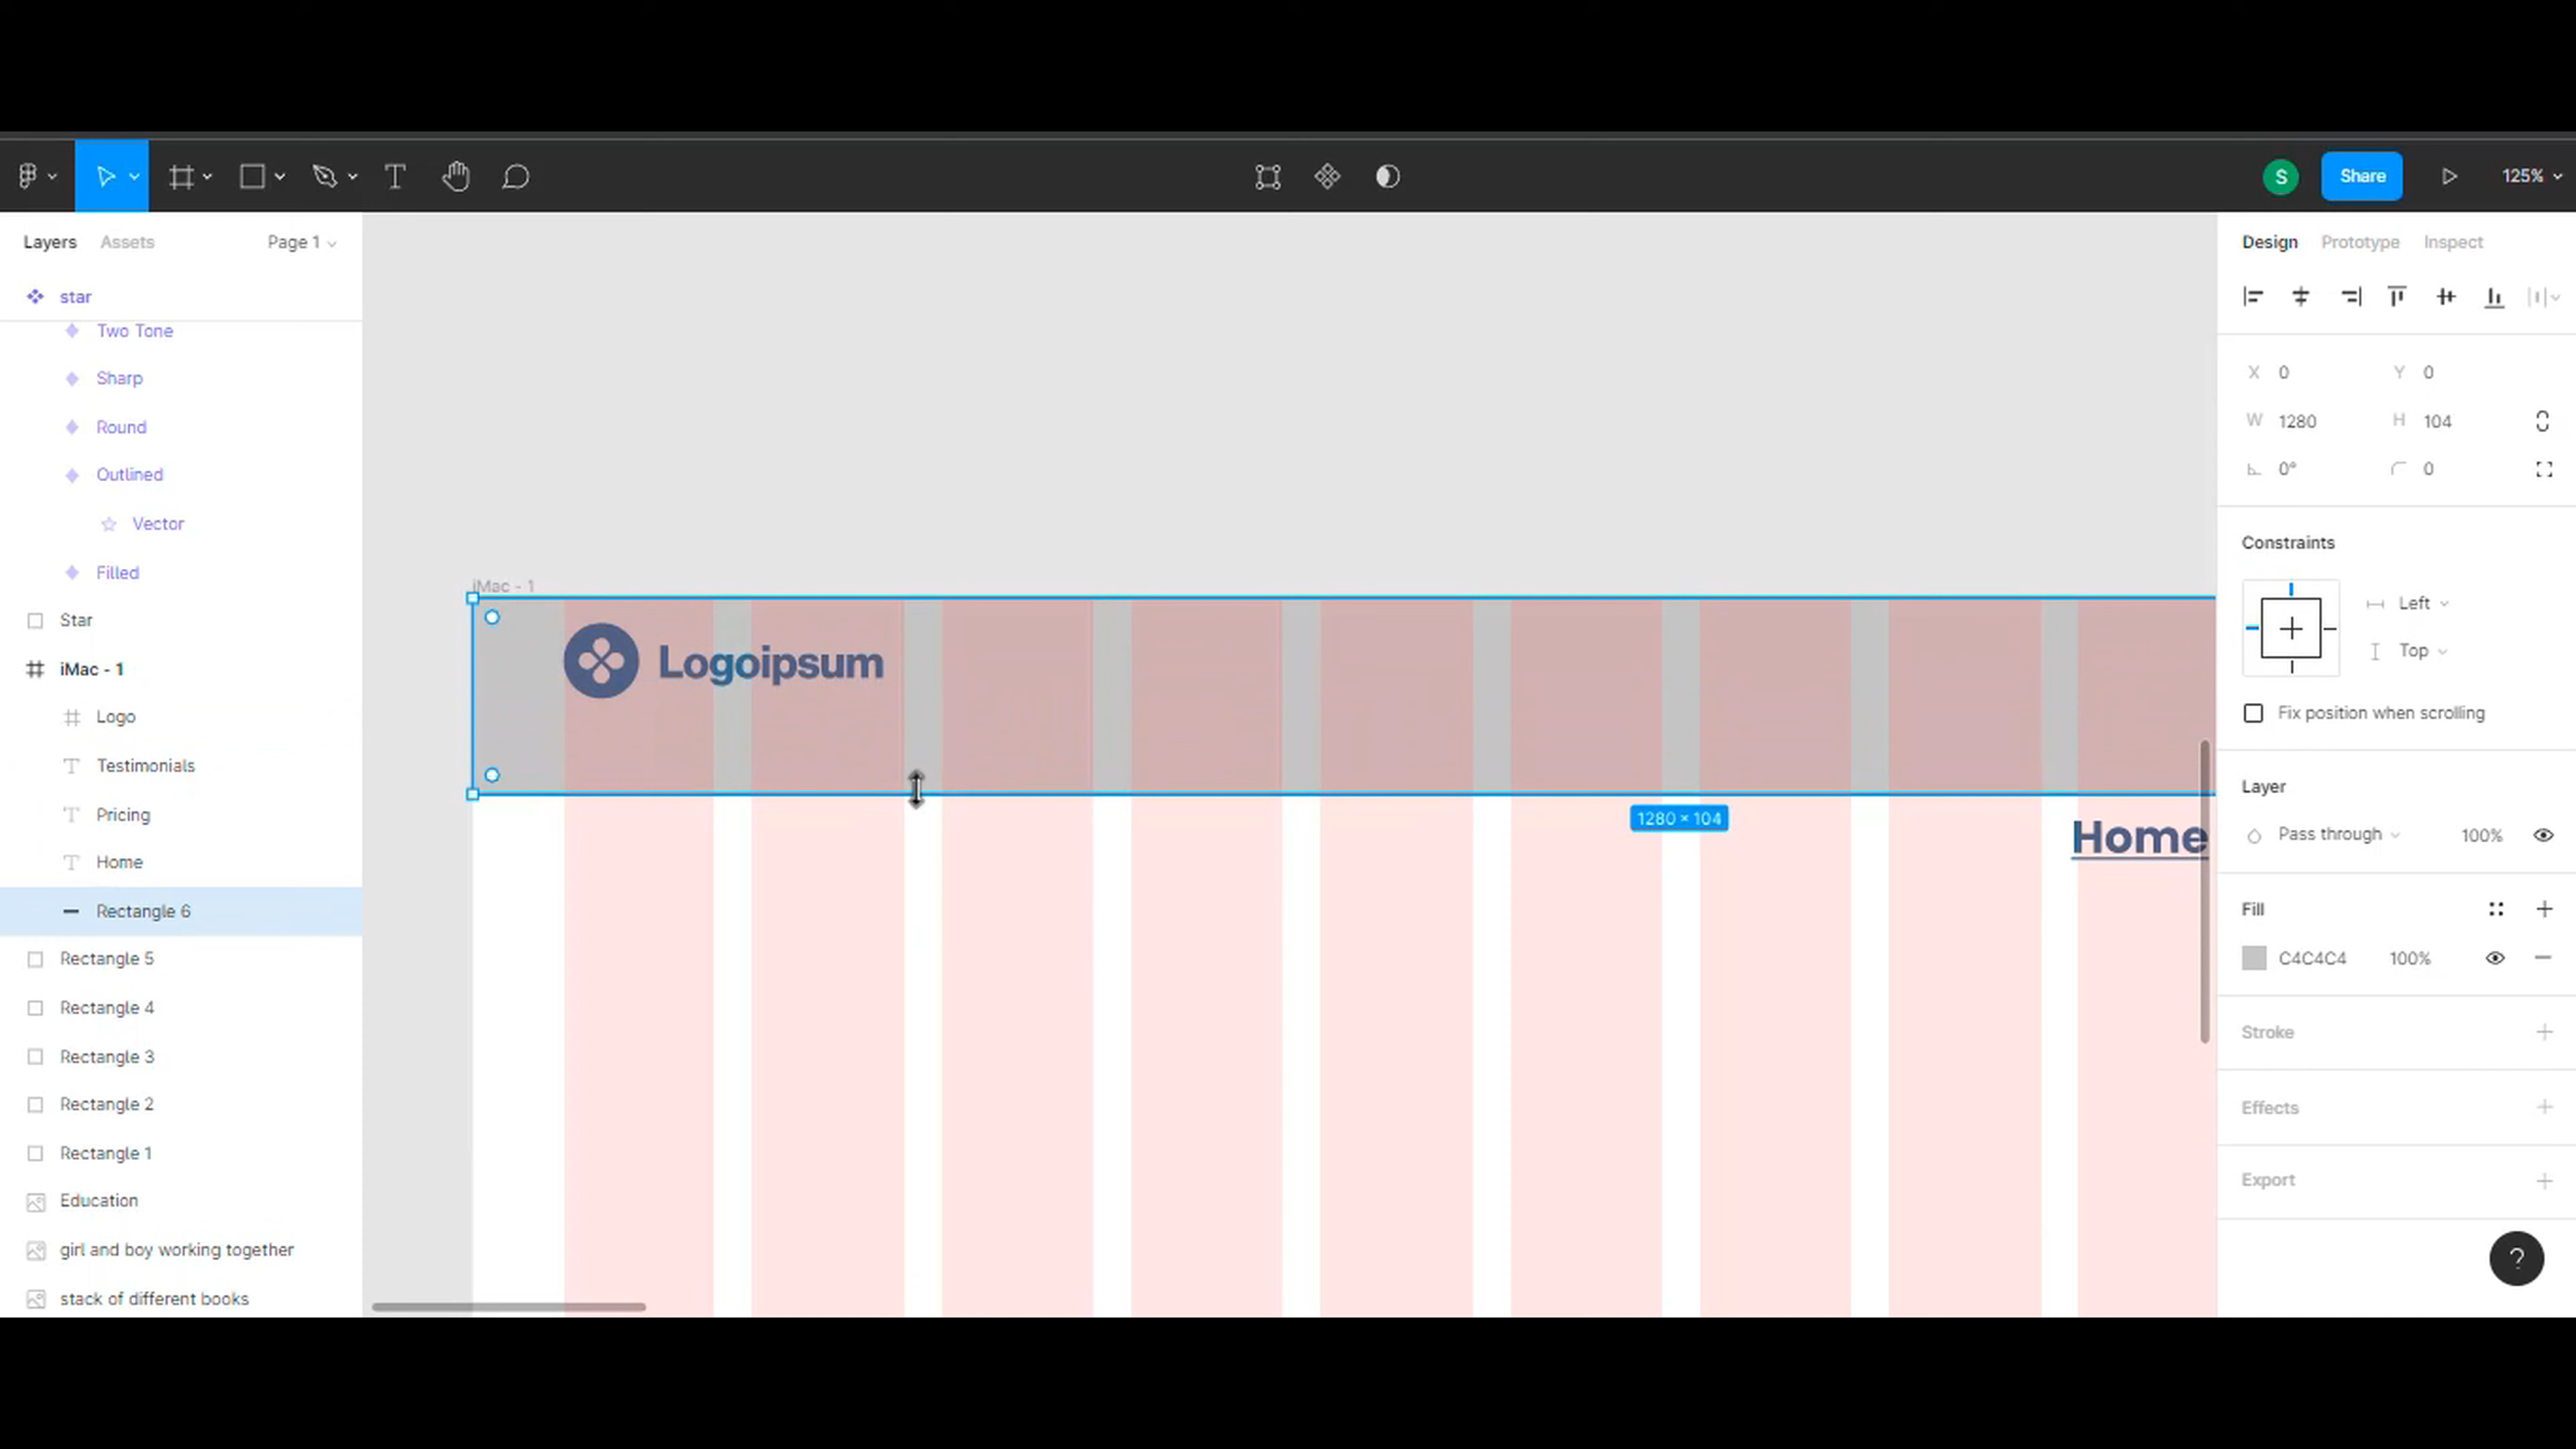 S
Share
125%
Layers
Assets
Page 1
Design
Prototype
Inspect
star
Two Tone
Sharp
Round
Outlined
Vector
Filled
Star
iMac - 1
Logo
Testimonials
Pricing
Home
Rectangle 6
Rectangle 5
Rectangle 4
Rectangle 3
Rectangle 2
Rectangle 1
Education
girl and boy working together
stack of different books
iMac - 1
Logoipsum
1280 × 104
Home
X 0 Y 0
W 1280 H 104
0° 0
Constraints
Left
Top
Fix position when scrolling
Layer
Pass through 100%
Fill
C4C4C4 100%
Stroke
Effects
Export
?